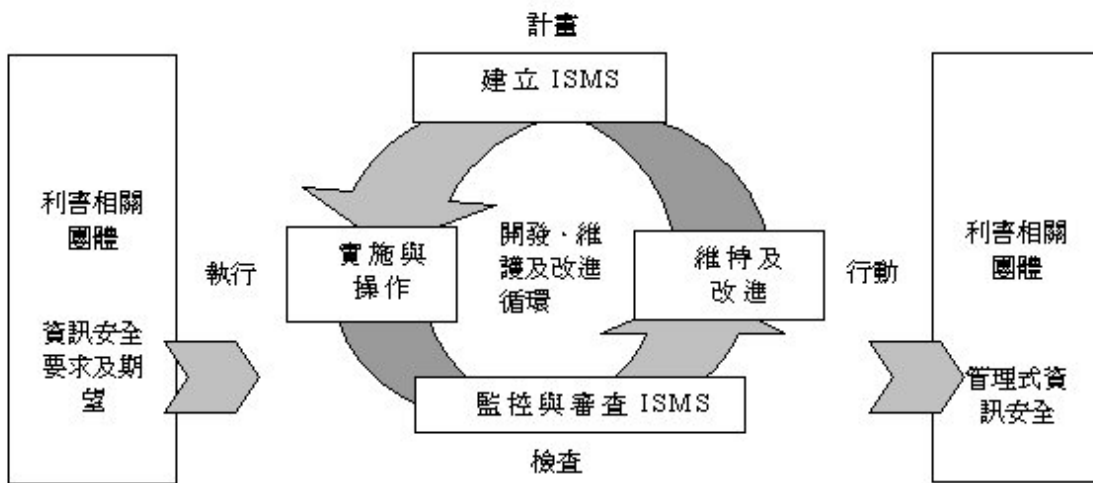 計畫
建立 ISMS
利害相關
團體
資訊安全
要求及期
望
執行
實施與
操作
開發、維
護及改進
循環
維持及
改進
行動
監控與審查 ISMS
檢查
利害相關
團體
管理式資
訊安全